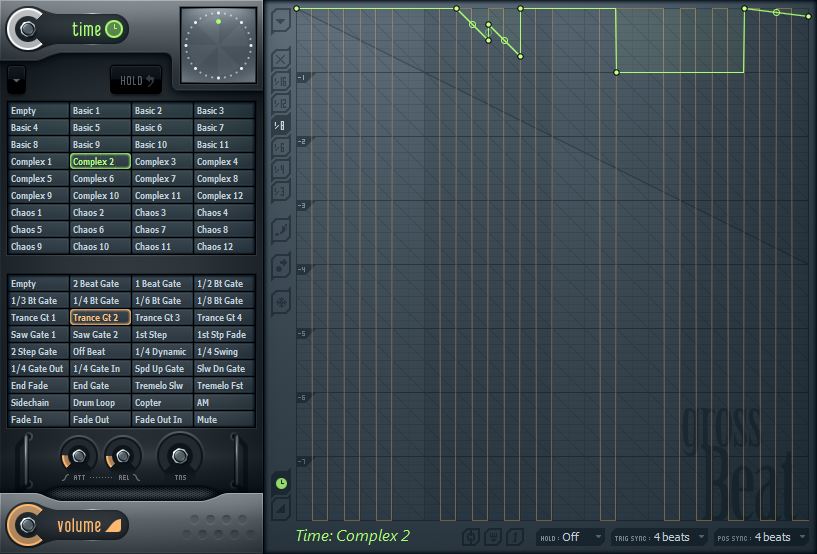 time
HOLD
Empty Basic 1 Basic 2 Basic 3
Basic 4 Basic 5 Basic 6 Basic 7
Basic 8 Basic 9 Basic 10 Basic 11
Complex 1 Complex 2 Complex 3 Complex 4
Complex 5 Complex 6 Complex 7 Complex 8
Complex 9 Complex 10 Complex 11 Complex 12
Chaos 1 Chaos 2 Chaos 3 Chaos 4
Chaos 5 Chaos 6 Chaos 7 Chaos 8
Chaos 9 Chaos 10 Chaos 11 Chaos 12
Empty 2 Beat Gate 1 Beat Gate 1/2 Bt Gate
1/3 Bt Gate 1/4 Bt Gate 1/6 Bt Gate 1/8 Bt Gate
Trance Gt 1 Trance Gt 2 Trance Gt 3 Trance Gt 4
Saw Gate 1 Saw Gate 2 1st Step 1st Stp Fade
2 Step Gate Off Beat 1/4 Dynamic 1/4 Swing
1/4 Gate Out 1/4 Gate In Spd Up Gate Slw Dn Gate
End Fade End Gate Tremelo Slw Tremelo Fst
Sidechain Drum Loop Copter AM
Fade In Fade Out Fade Out In Mute
ATT REL TNS
volume
1/16
1/12
1/8
1/6
1/4
1/3
-1
-2
-3
-4
-5
-6
-7
gross
Beat
Time: Complex 2
HOLD: Off
TRIG SYNC: 4 beats
POS SYNC: 4 beats